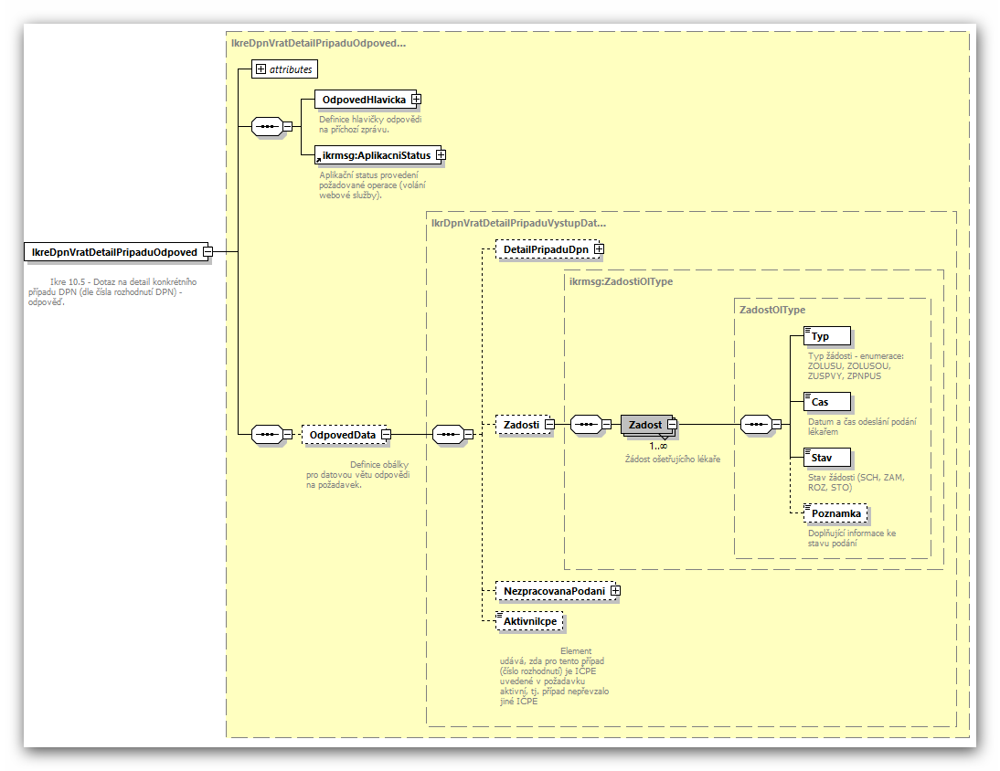 IkreDpnVratDetailPripaduOdpoved...
attributes
OdpovedHlavicka
Definice hlavičky odpovědi
na příchozí zprávu.
ikrmsg:AplikacniStatus
Aplikační status provedení
požadované operace (volání
webové služby).
IkreDpnVratDetailPripaduOdpoved
Ikre 10.5 - Dotaz na detail konkrétního
případu DPN (dle čísla rozhodnutí DPN) -
odpověď.
OdpovedData
Definice obálky
pro datovou větu odpovědi
na požadavek.
IkrDpnVratDetailPripaduVystupDat...
DetailPripaduDpn
ikrmsg:ZadostiOlType
Zadosti
Zadost
1..∞
Žádost ošetřujícího lékaře
ZadostOlType
Typ
Typ žádosti - enumerace:
ZOLUSU, ZOLUSOU,
ZUSPVY, ZPNPUS
Cas
Datum a čas odeslání podání
lékařem
Stav
Stav žádosti (SCH, ZAM,
ROZ, STO)
Poznamka
Doplňující informace ke
stavu podání
NezpracovanaPodani
AktivniIcpe
Element
udává, zda pro tento případ
(číslo rozhodnutí) je IČPE
uvedené v požadavku
aktivní, tj. případ nepřevzalo
jiné IČPE